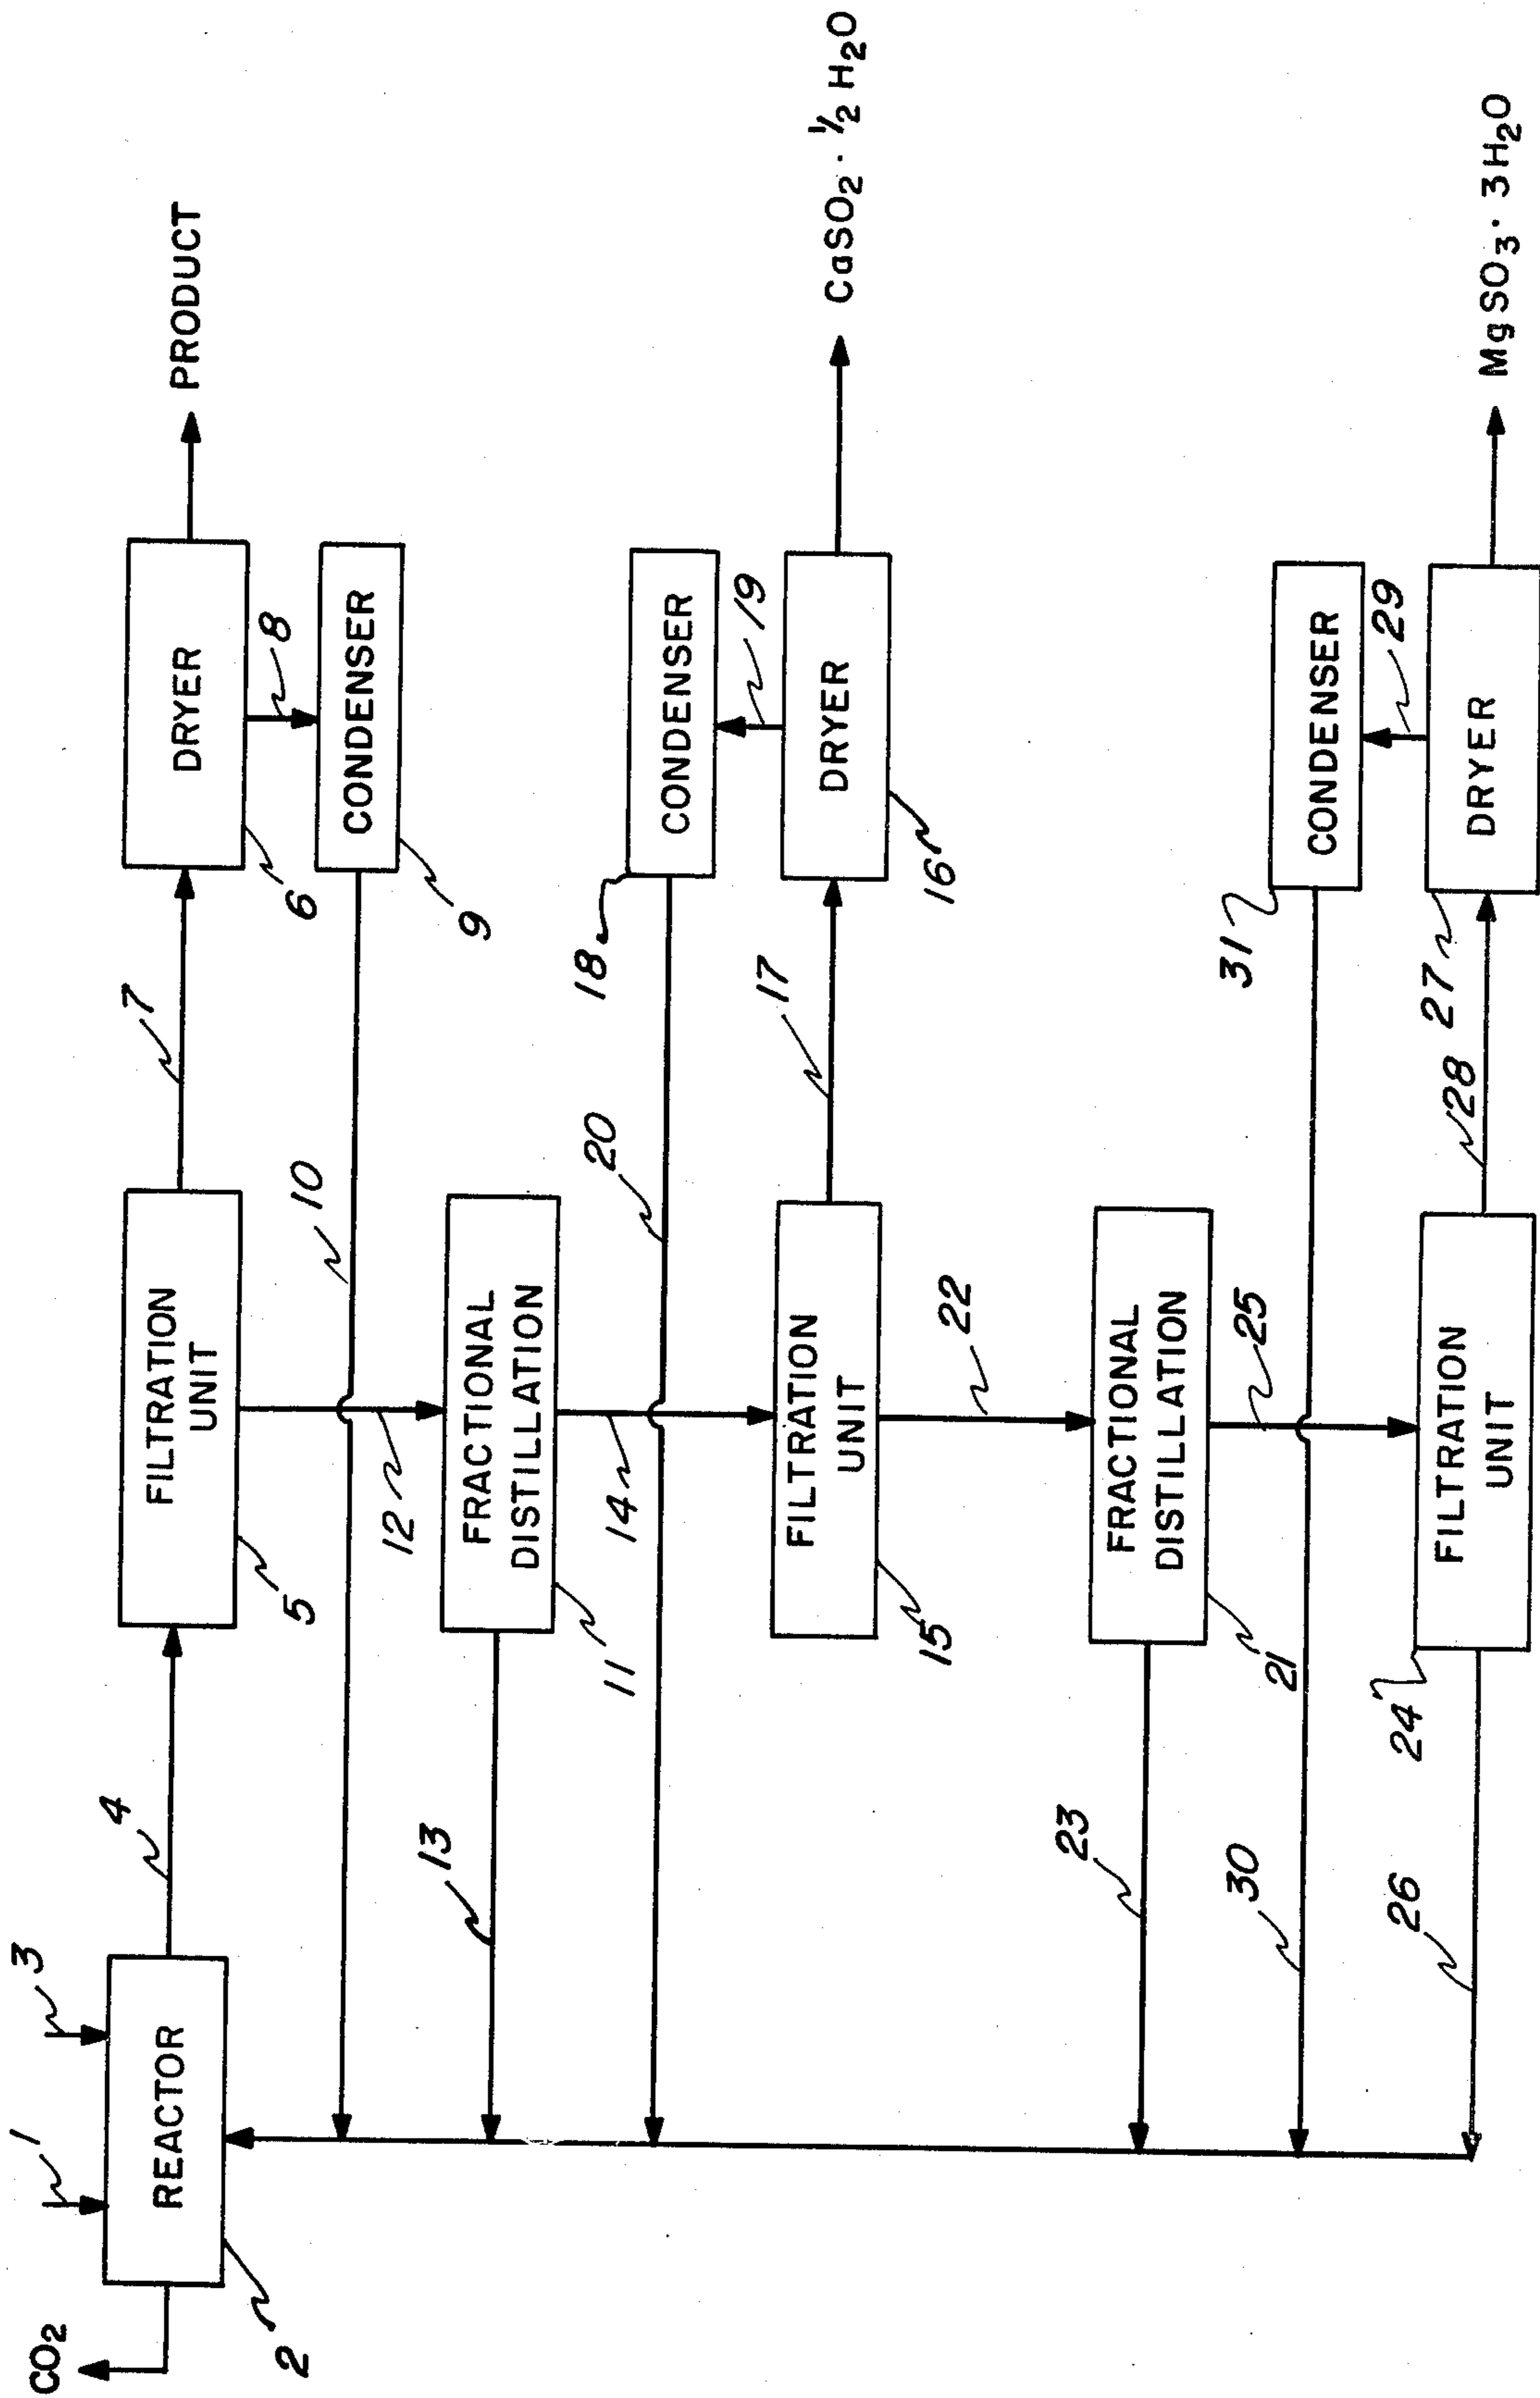 CO2
1
3
REACTOR
2
4
FILTRATION
UNIT
5
7
DRYER
6
PRODUCT
8
CONDENSER
9
10
12
FRACTIONAL
DISTILLATION
11
13
14
20
CONDENSER
18
19
FILTRATION
UNIT
15
17
DRYER
16
CaSO2 · 1/2 H2O
22
FRACTIONAL
DISTILLATION
21
23
25
30
CONDENSER
31
29
FILTRATION
UNIT
24
26
28
DRYER
27
MgSO3 · 3H2O